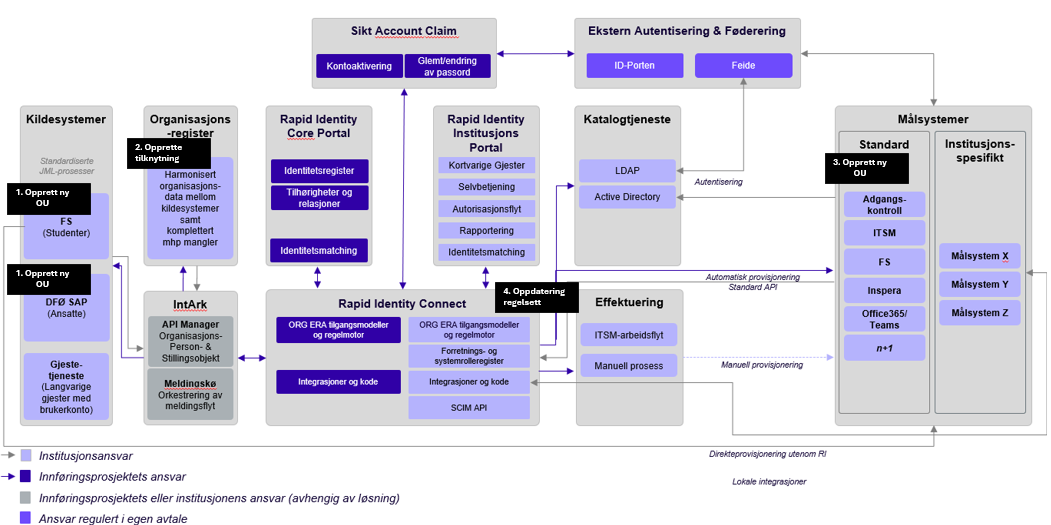 Sikt Account Claim
Kontoaktivering
Glemt/endring
av passord
Ekstern Autentisering & Føderering
ID-Porten
Feide
Kildesystemer
Standardiserte
JML-prosesser
1. Opprett ny
OU
FS
(Studenter)
1. Opprett ny
OU
DFØ SAP
(Ansatte)
Gjeste-
tjeneste
(Langvarige
gjester med
brukerkonto)
Organisasjons
-register
2. Opprette
tilknytning
Harmonisert
organisasjons-
data mellom
kildesystemer
samt
komplettert
mhp mangler
IntArk
API Manager
Organisasjons-
Person- &
Stillingsobjekt
Meldingskø
Orkestrering av
meldingsflyt
Rapid Identity
Core Portal
Identitetsregister
Tilhørigheter og
relasjoner
Identitetsmatching
Rapid Identity
Institusjons
Portal
Kortvarige Gjester
Selvbetjening
Autorisasjonsflyt
Rapportering
Identitetsmatching
Rapid Identity Connect
4. Oppdatering
regelsett
ORG ERA tilgangsmodeller
og regelmotor
Integrasjoner og kode
ORG ERA tilgangsmodeller
og regelmotor
Forretnings- og
systemrolleregister
Integrasjoner og kode
SCIM API
Katalogtjeneste
LDAP
Active Directory
Autentisering
Effektuering
ITSM-arbeidsflyt
Manuell prosess
Automatisk provisjonering
Standard API
Manuell provisjonering
Målsystemer
Standard
3. Opprett ny
OU
Adgangs-
kontroll
ITSM
FS
Inspera
Office365/
Teams
n+1
Institusjons-
spesifikt
Målsystem X
Målsystem Y
Målsystem Z
Direkteprovisjonering utenom RI
Lokale integrasjoner
Institusjonsansvar
Innføringsprosjektets ansvar
Innføringsprosjektets eller institusjonens ansvar (avhengig av løsning)
Ansvar regulert i egen avtale